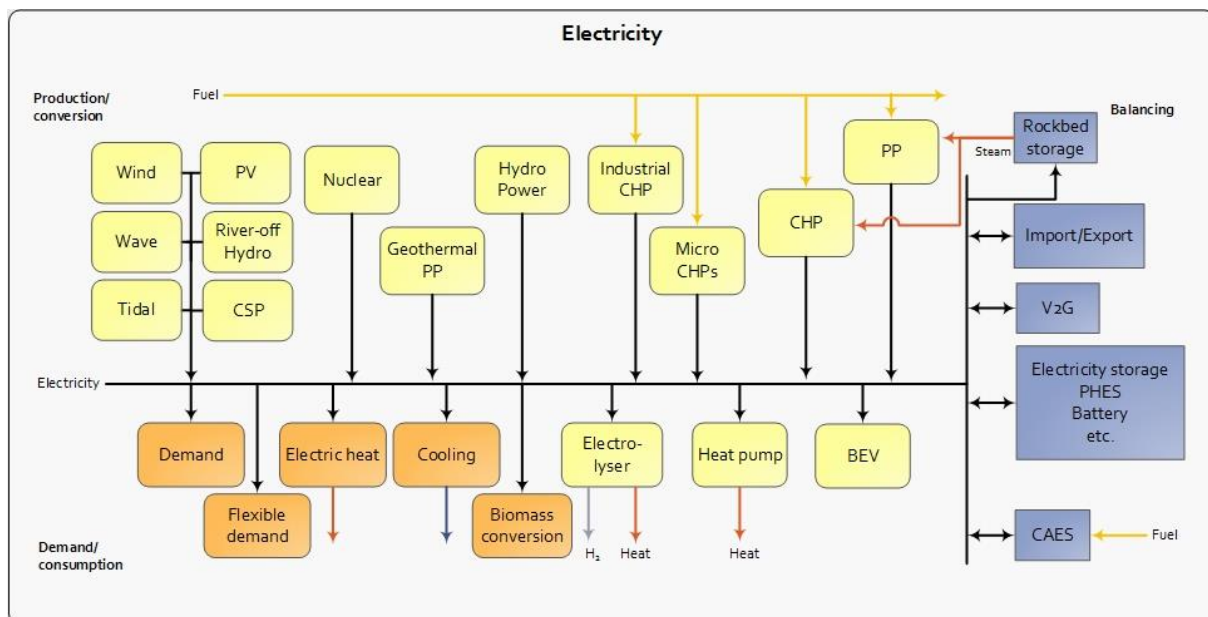 Electricity
Production/
conversion
Fuel
Balancing
Wind
PV
Nuclear
Hydro
Power
Industrial
CHP
PP
Steam
Rockbed
storage
Wave
River-off
Hydro
Geothermal
PP
Micro
CHPs
CHP
Import/Export
Tidal
CSP
V2G
Electricity
Electricity storage
PHES
Battery
etc.
Demand
Electric heat
Cooling
Electro-
lyser
Heat pump
BEV
Flexible
demand
Biomass
conversion
Demand/
consumption
H₂
Heat
Heat
CAES
Fuel